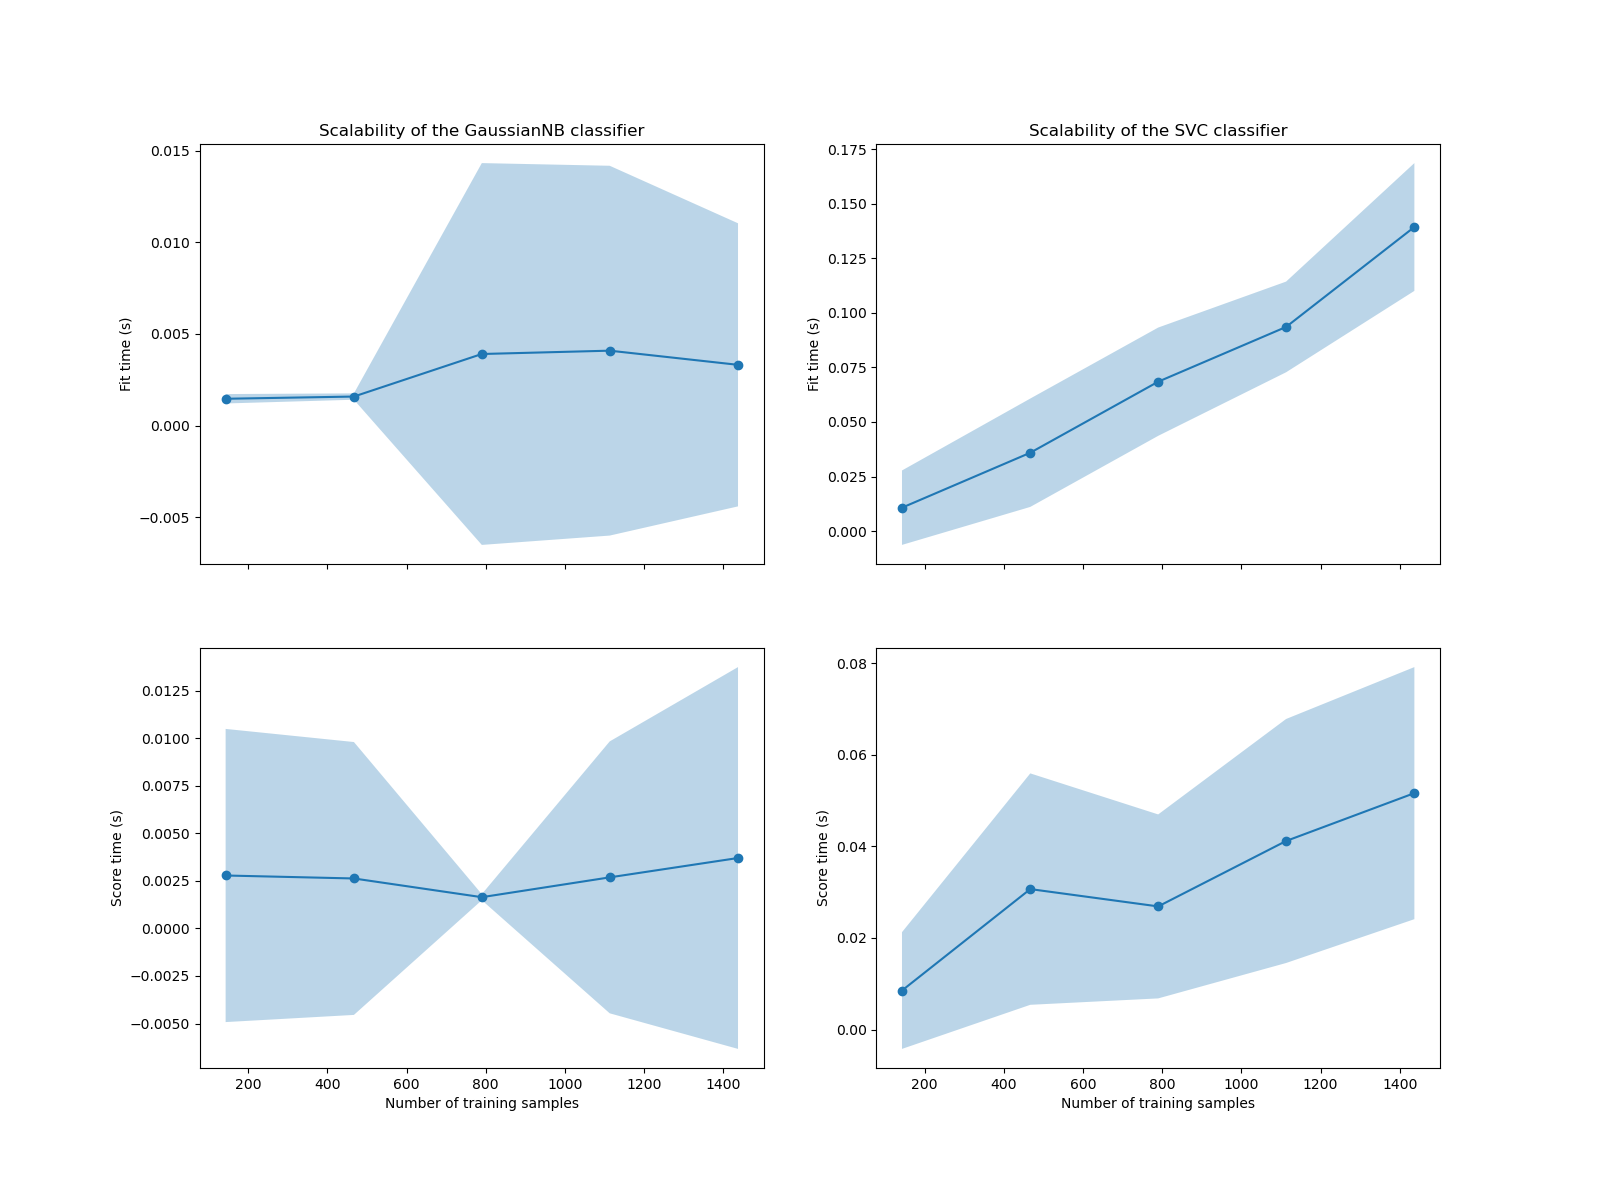 Scalability of the GaussianNB classifier
0.015
0.010
0.005
0.000
−0.005
Fit time (s)
Scalability of the SVC classifier
0.175
0.150
0.125
0.100
0.075
0.050
0.025
0.000
Fit time (s)
0.0125
0.0100
0.0075
0.0050
0.0025
0.0000
−0.0025
−0.0050
Score time (s)
200 400 600 800 1000 1200 1400
Number of training samples
0.08
0.06
0.04
0.02
0.00
Score time (s)
200 400 600 800 1000 1200 1400
Number of training samples